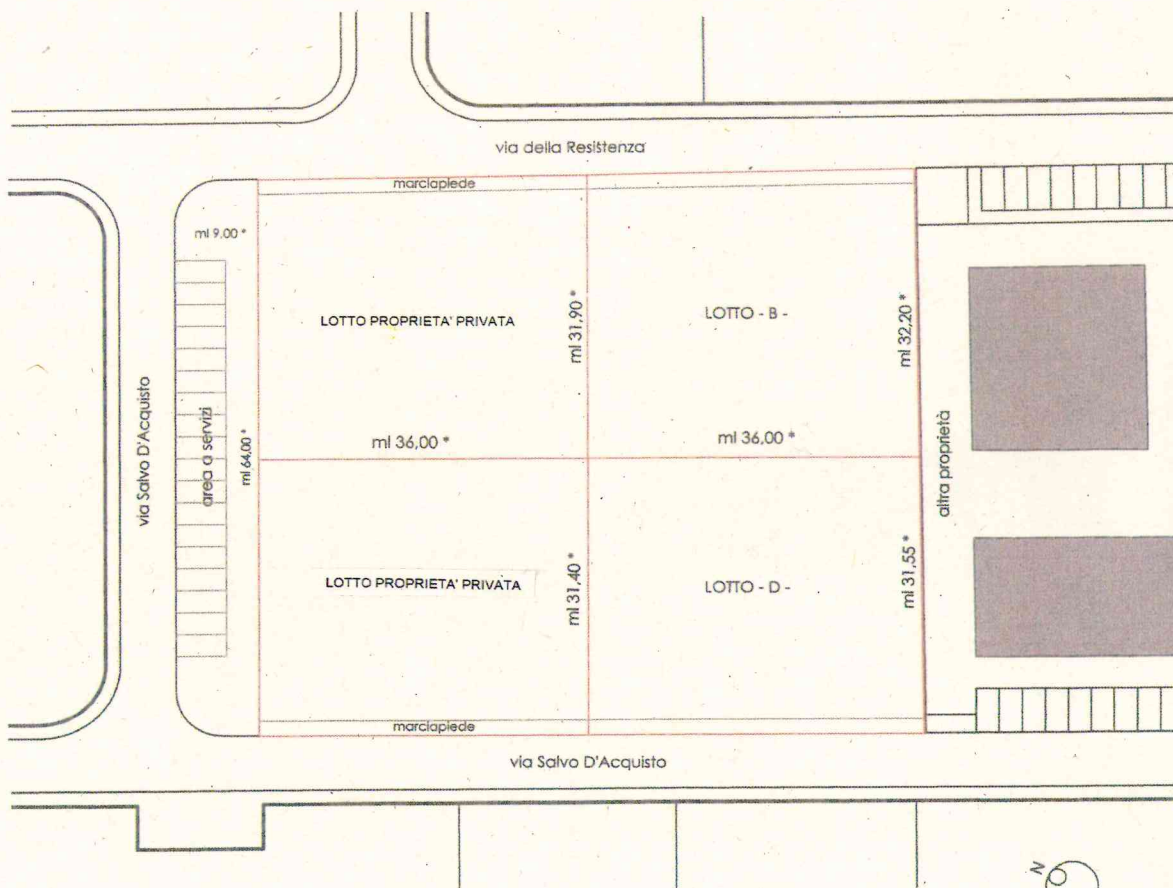 via della Resistenza
marciapiede
ml 9,00 *
LOTTO PROPRIETA' PRIVATA
ml 31,90 *
LOTTO - B -
ml 32,20 *
via Salvo D'Acquisto
area a servizi
ml 64,00 *
ml 36,00 *
ml 36,00 *
altra proprietà
LOTTO PROPRIETA' PRIVATA
ml 31,40 *
LOTTO - D -
ml 31,55 *
marciapiede
via Salvo D'Acquisto
N